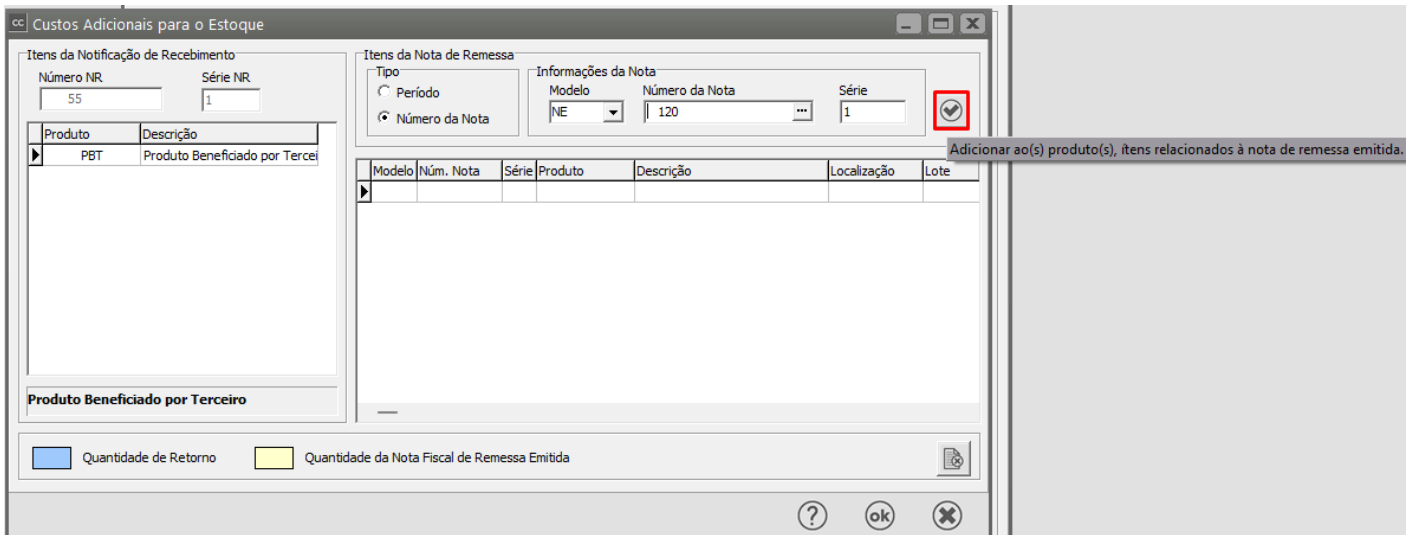 cc Custos Adicionais para o Estoque
Itens da Notificação de Recebimento
Número NR Série NR
55 1
Produto Descrição
PBT Produto Beneficiado por Tercei
Produto Beneficiado por Terceiro
Itens da Nota de Remessa
Tipo
Período
Número da Nota
Informações da Nota
Modelo Número da Nota Série
NE 120 ... 1
Adicionar ao(s) produto(s), ítens relacionados à nota de remessa emitida.
Modelo Núm. Nota Série Produto Descrição Localização Lote
Quantidade de Retorno Quantidade da Nota Fiscal de Remessa Emitida
? ok